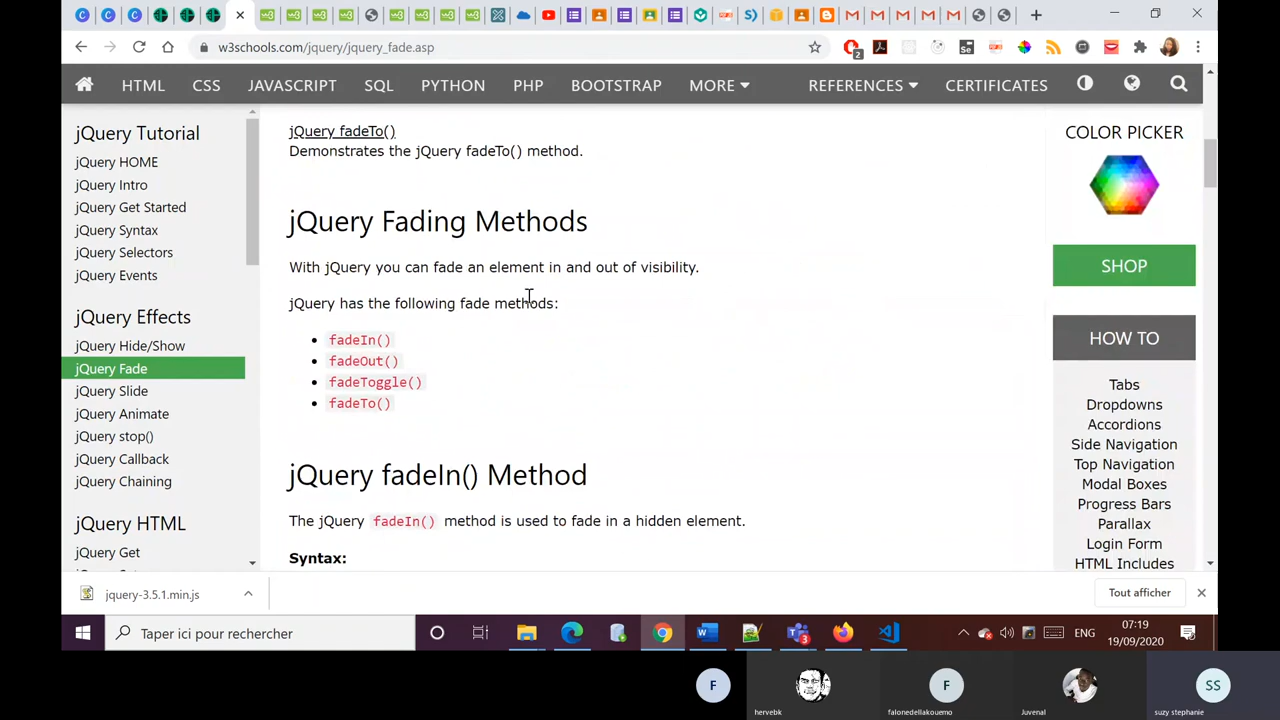 w3schools.com/jquery/jquery_fade.asp
2
HTML
CSS
JAVASCRIPT
SQL
PYTHON
PHP
BOOTSTRAP
MORE
REFERENCES
CERTIFICATES
jQuery Tutorial
jQuery HOME
jQuery Intro
jQuery Get Started
jQuery Syntax
jQuery Selectors
jQuery Events
jQuery Effects
jQuery Hide/Show
jQuery Fade
jQuery Slide
jQuery Animate
jQuery stop()
jQuery Callback
jQuery Chaining
jQuery HTML
jQuery Get
jQuery fadeTo()
Demonstrates the jQuery fadeTo() method.
jQuery Fading Methods
With jQuery you can fade an element in and out of visibility.
jQuery has the following fade methods:
fadeIn()
fadeOut()
fadeToggle()
fadeTo()
jQuery fadeIn() Method
The jQuery fadeIn() method is used to fade in a hidden element.
Syntax:
COLOR PICKER
SHOP
HOW TO
Tabs
Dropdowns
Accordions
Side Navigation
Top Navigation
Modal Boxes
Progress Bars
Parallax
Login Form
HTML Includes
jquery-3.5.1.min.js
Tout afficher
Taper ici pour rechercher
3
ENG
07:19
19/09/2020
F
F
SS
hervebk
falonedellakouemo
Juvenal
suzy stephanie